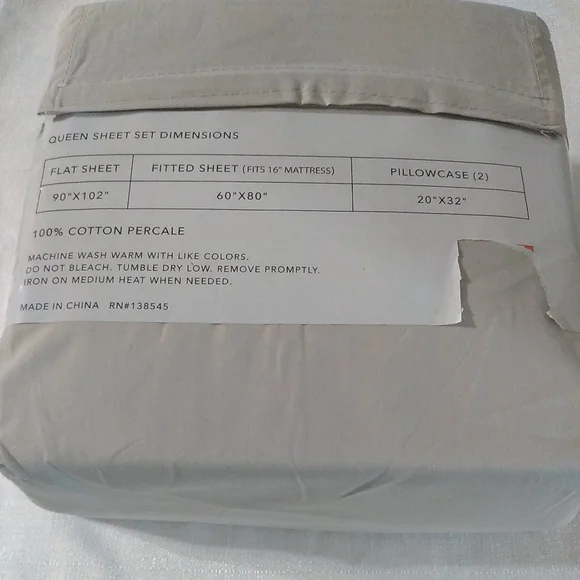 QUEEN SHEET SET DIMENSIONS
FLAT SHEET FITTED SHEET (FITS 16" MATTRESS) PILLOWCASE (2)
90"X102" 60"X80" 20"X32"
100% COTTON PERCALE
MACHINE WASH WARM WITH LIKE COLORS.
DO NOT BLEACH. TUMBLE DRY LOW. REMOVE PROMPTLY.
IRON ON MEDIUM HEAT WHEN NEEDED.
MADE IN CHINA RN#138545